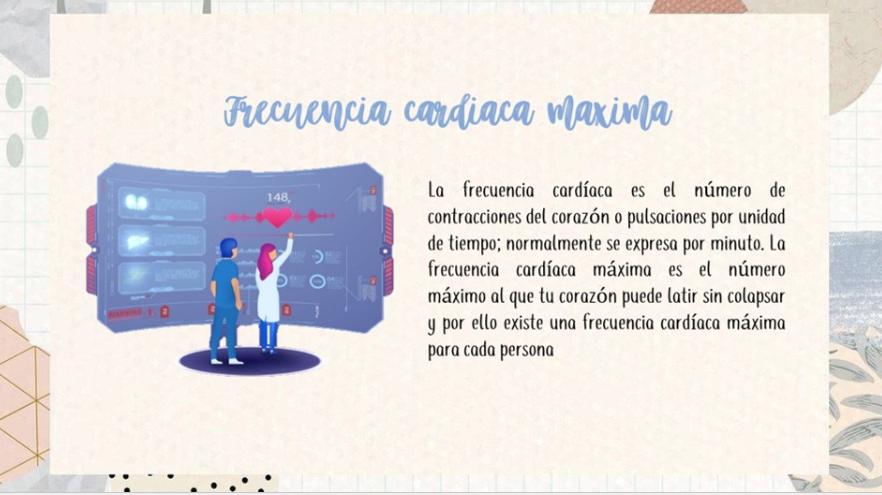 Frecuencia cardiaca maxima
148
La frecuencia cardíaca es el número de
contracciones del corazón o pulsaciones por unidad
de tiempo; normalmente se expresa por minuto. La
frecuencia cardíaca máxima es el número
máximo al que tu corazón puede latir sin colapsar
y por ello existe una frecuencia cardíaca máxima
para cada persona